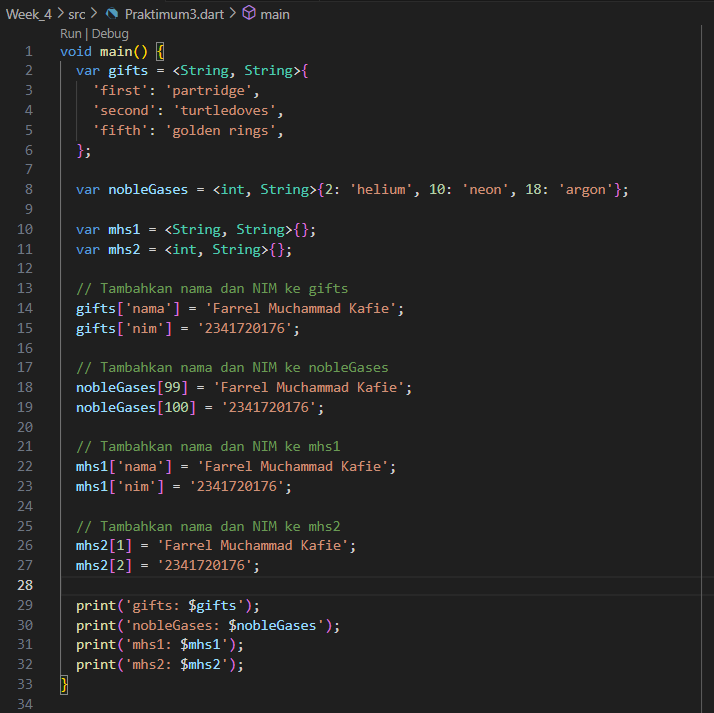 Week_4 > src > Praktimum3.dart > main
Run | Debug
1 void main() {
2   var gifts = <String, String>{
3     'first': 'partridge',
4     'second': 'turtledoves',
5     'fifth': 'golden rings',
6   };
7
8   var nobleGases = <int, String>{2: 'helium', 10: 'neon', 18: 'argon'};
9
10   var mhs1 = <String, String>{};
11   var mhs2 = <int, String>{};
12
13   // Tambahkan nama dan NIM ke gifts
14   gifts['nama'] = 'Farrel Muchammad Kafie';
15   gifts['nim'] = '2341720176';
16
17   // Tambahkan nama dan NIM ke nobleGases
18   nobleGases[99] = 'Farrel Muchammad Kafie';
19   nobleGases[100] = '2341720176';
20
21   // Tambahkan nama dan NIM ke mhs1
22   mhs1['nama'] = 'Farrel Muchammad Kafie';
23   mhs1['nim'] = '2341720176';
24
25   // Tambahkan nama dan NIM ke mhs2
26   mhs2[1] = 'Farrel Muchammad Kafie';
27   mhs2[2] = '2341720176';
28
29   print('gifts: $gifts');
30   print('nobleGases: $nobleGases');
31   print('mhs1: $mhs1');
32   print('mhs2: $mhs2');
33 }
34